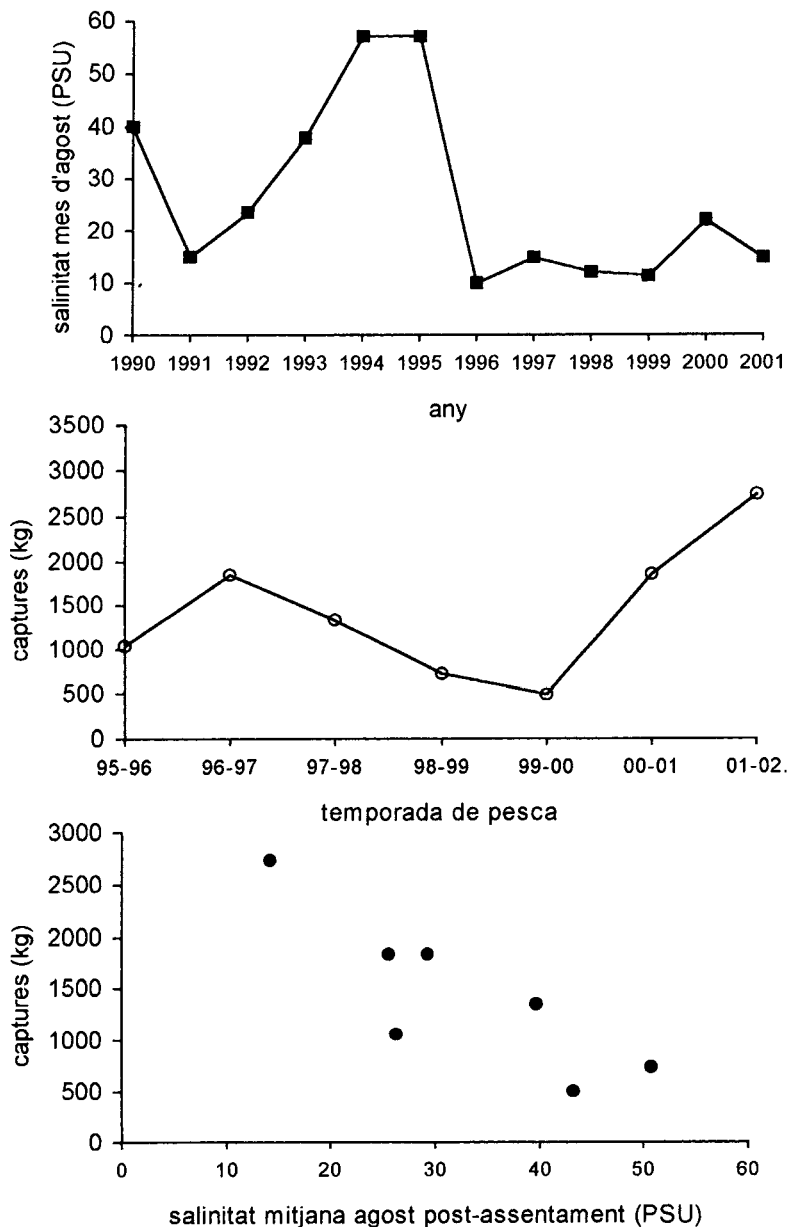 60
50
40
30
20
10
0
salinitat mes d'agost (PSU)
1990 1991 1992 1993 1994 1995 1996 1997 1998 1999 2000 2001
any
3500
3000
2500
2000
1500
1000
500
0
captures (kg)
95-96 96-97 97-98 98-99 99-00 00-01 01-02.
temporada de pesca
3000
2500
2000
1500
1000
500
0
captures (kg)
0 10 20 30 40 50 60
salinitat mitjana agost post-assentament (PSU)